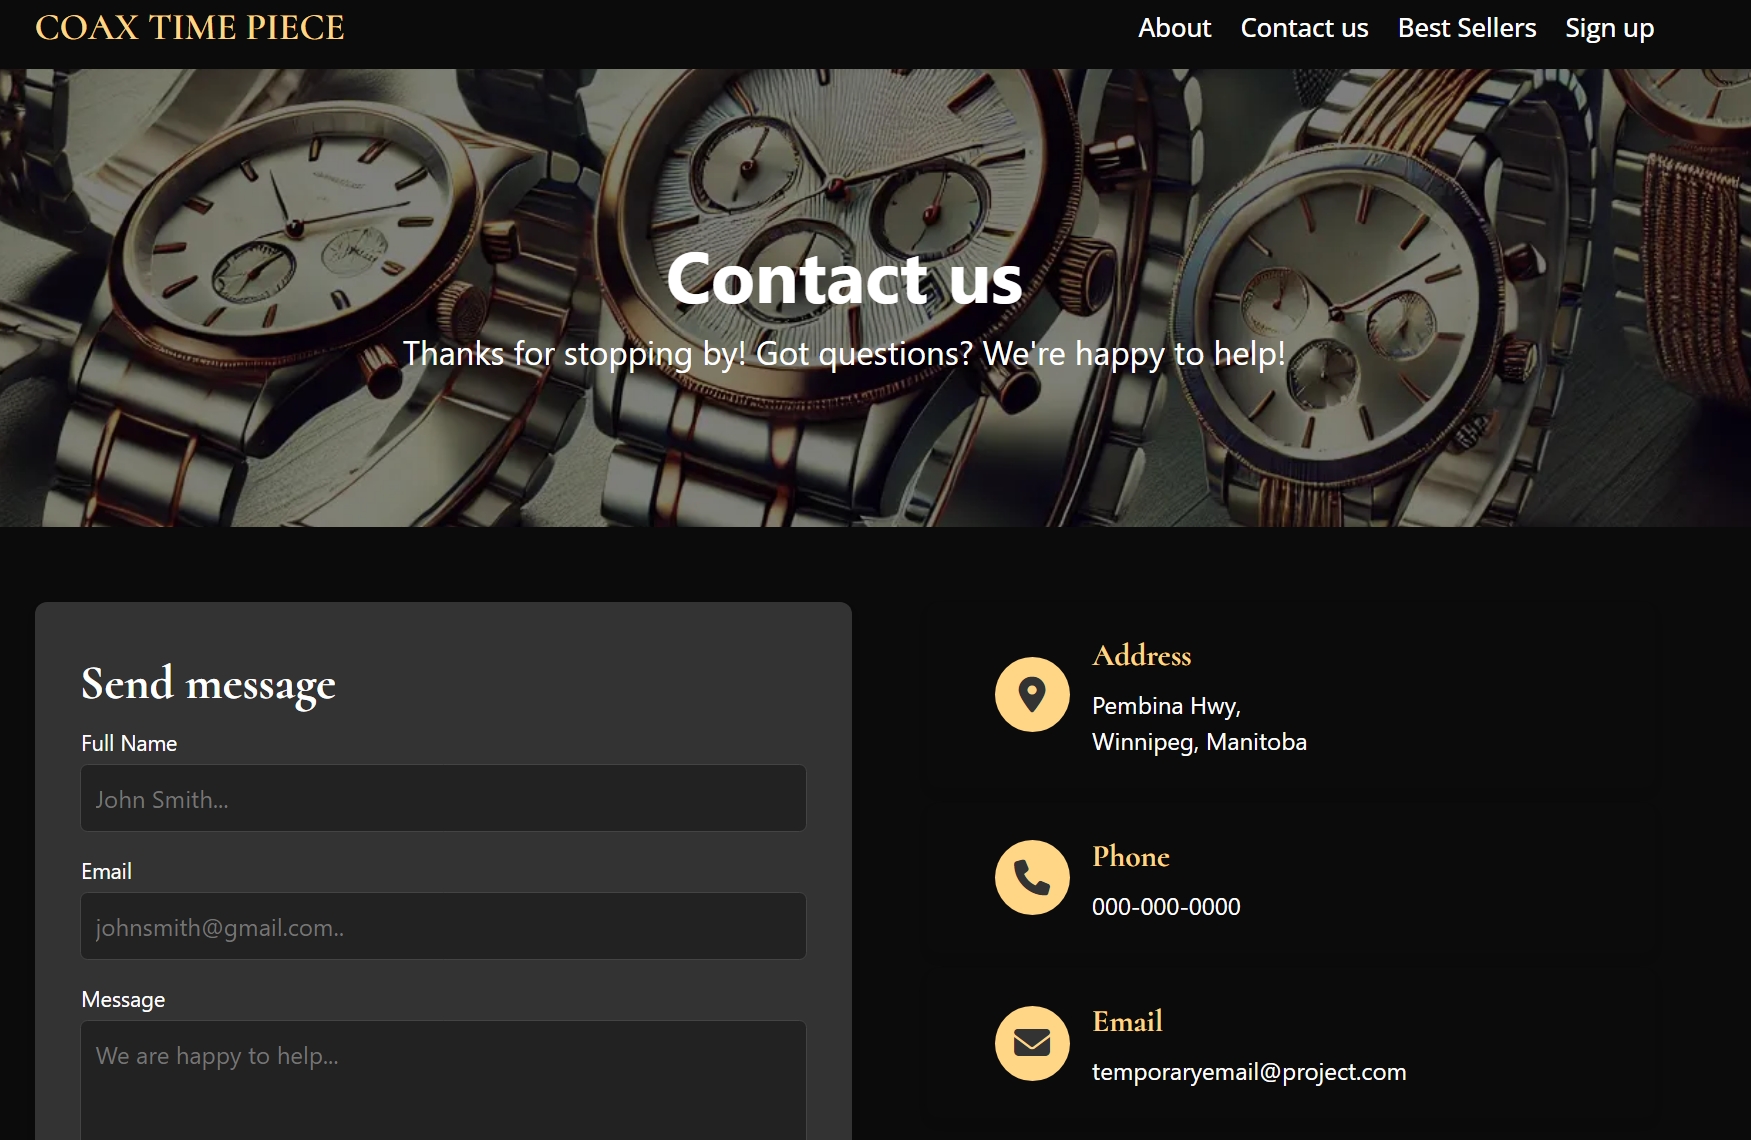 COAX TIME PIECE
About Contact us Best Sellers Sign up
Contact us
Thanks for stopping by! Got questions? We're happy to help!
Send message
Full Name
John Smith...
Email
johnsmith@gmail.com..
Message
We are happy to help...
Address
Pembina Hwy,
Winnipeg, Manitoba
Phone
000-000-0000
Email
temporaryemail@project.com